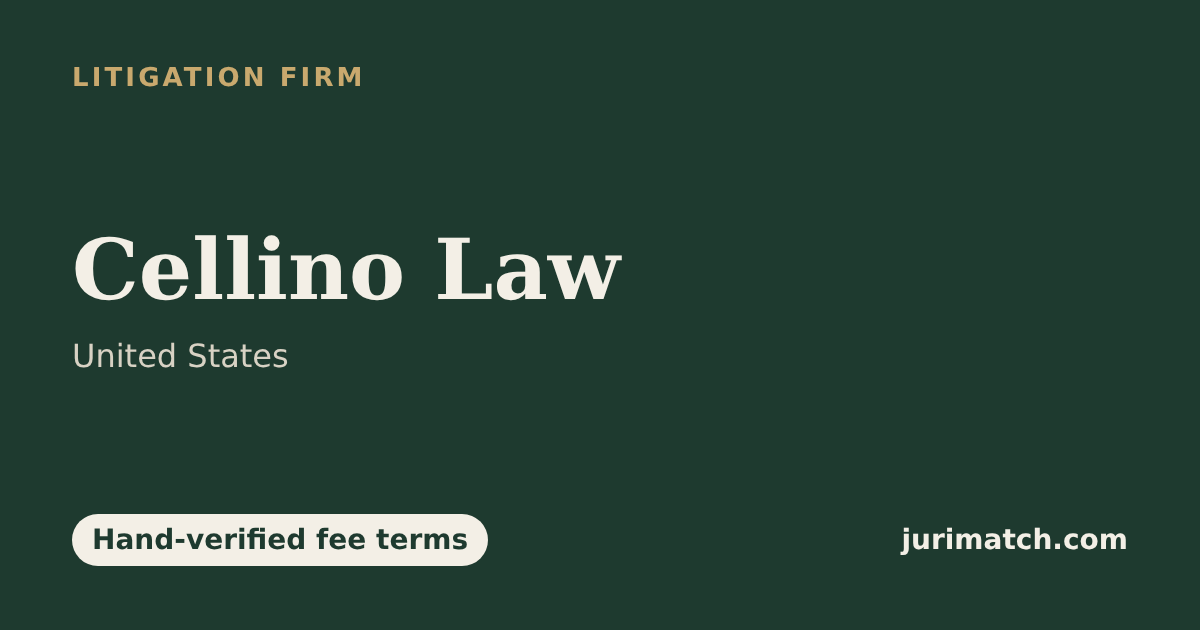 LITIGATION FIRM
Cellino Law
United States
Hand-verified fee terms
jurimatch.com